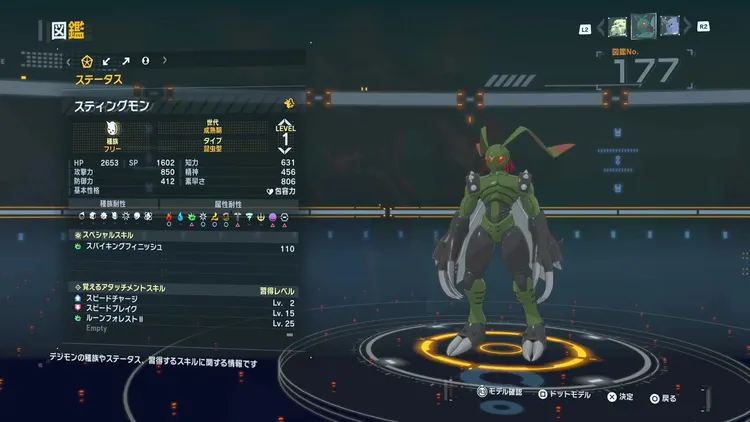 図鑑
L2
R2
図鑑No.
177
ステータス
スティングモン
種族
フリー
世代
成熟期
タイプ
昆虫型
LEVEL
1
HP 2653 SP 1602 知力 631
攻撃力 850 精神 456
防御力 412 素早さ 806
基本性格 包容力
種族耐性 属性耐性
スペシャルスキル
スパイキングフィニッシュ 110
覚えるアタッチメントスキル 習得レベル
スピードチャージ Lv. 2
スピードブレイク Lv. 15
ルーンフォレストⅡ Lv. 25
Empty
デジモンの種族やステータス、習得するスキルに関する情報です
R3 モデル確認 ドットモデル 決定 戻る